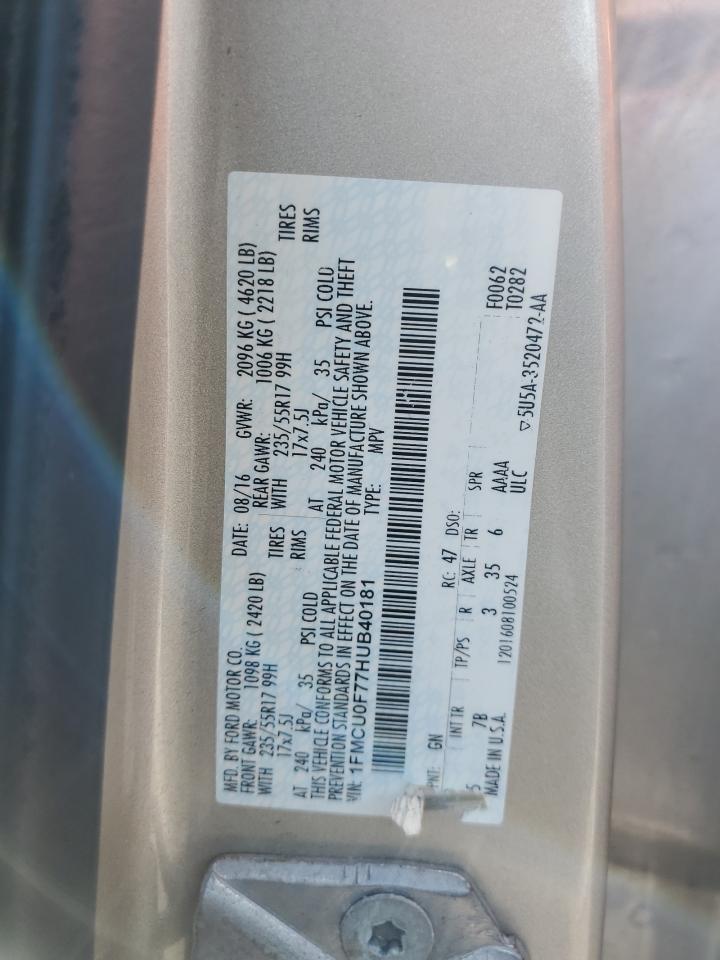 MFD. BY FORD MOTOR CO.
DATE: 08/16 GVWR: 2096 KG ( 4620 LB)
FRONT GAWR: 1098 KG ( 2420 LB) REAR GAWR: 1006 KG ( 2218 LB)
WITH 235/55R17 99H TIRES WITH 235/55R17 99H TIRES
17x7.5J RIMS 17x7.5J RIMS
AT 240 kPa/ 35 PSI COLD AT 240 kPa/ 35 PSI COLD
THIS VEHICLE CONFORMS TO ALL APPLICABLE FEDERAL MOTOR VEHICLE SAFETY AND THEFT
PREVENTION STANDARDS IN EFFECT ON THE DATE OF MANUFACTURE SHOWN ABOVE.
VIN: 1FMCU0F77HUB40181 TYPE: MPV
PNT: GN RC: 47 DSO: F0062
T0282
INT TR TP/PS R AXLE TR SPR
5 7B 3 35 6 AAAA
MADE IN U.S.A. 1201608100524 ULC
▽5U5A-3520472-AA